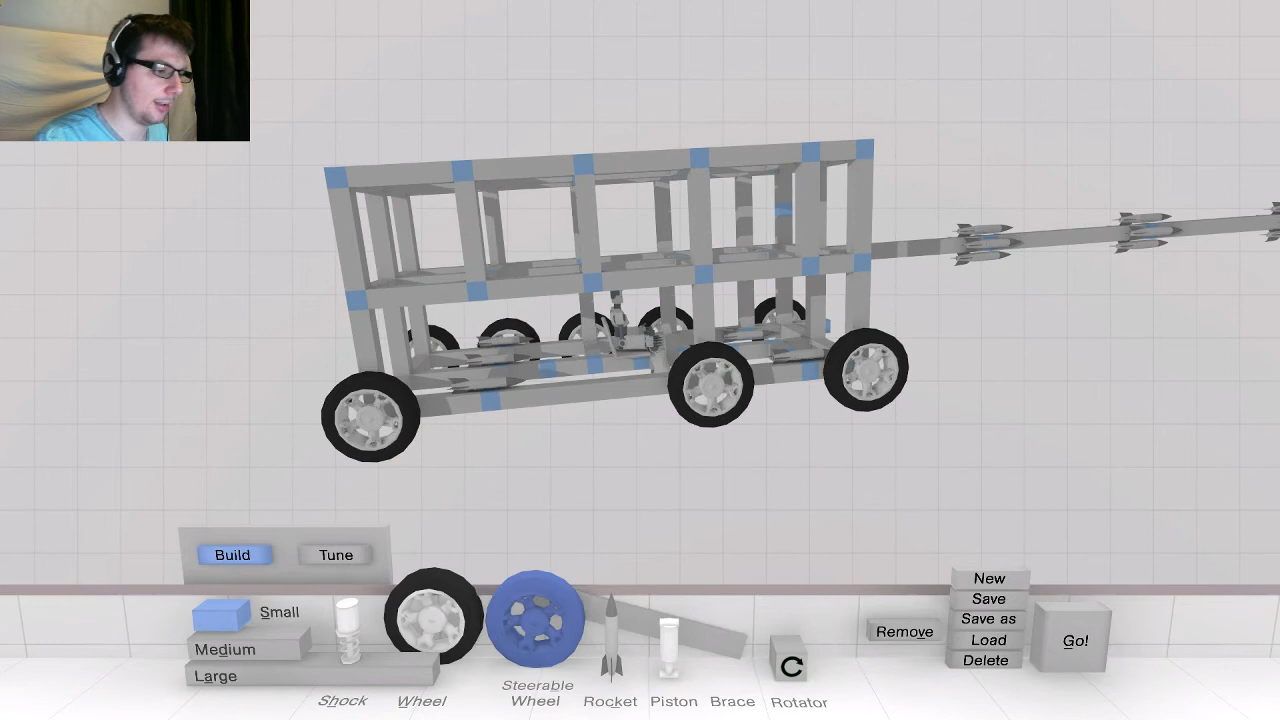 Build
Tune
Small
Medium
Large
Shock
Wheel
Steerable
Wheel
Rocket
Piston
Brace
Rotator
Remove
New
Save
Save as
Load
Delete
Go!